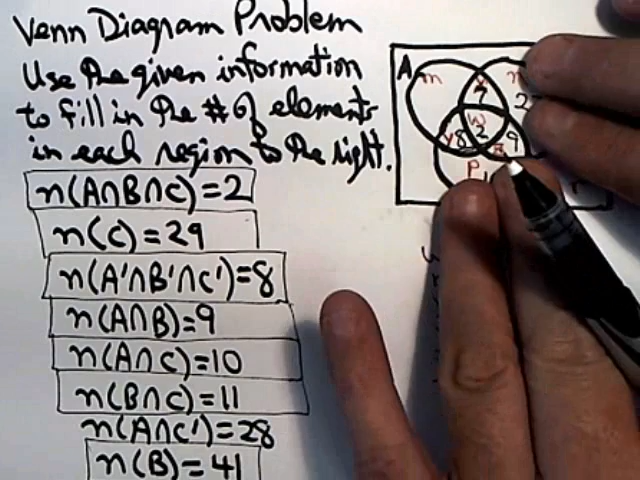 Venn Diagram Problem
Use the given information
to fill in the # of elements
in each region to the right.
n(A∩B∩C)=2
n(C)=29
n(A'∩B'∩C')=8
n(A∩B)=9
n(A∩C)=10
n(B∩C)=11
n(A∩C')=28
n(B)=41
A
m
7
n
2
w
y 8 2 9
P